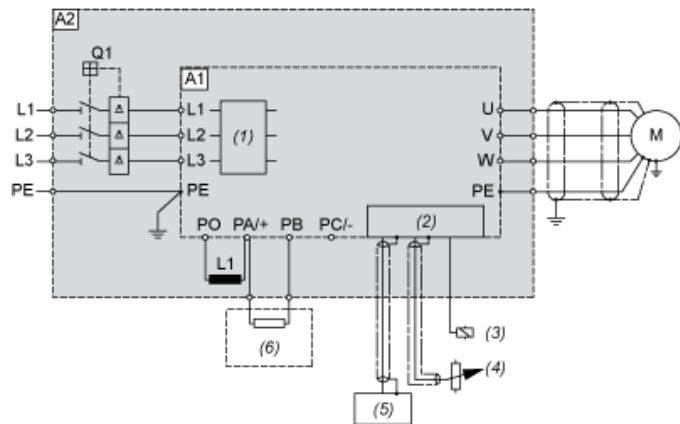 A2
Q1
A1
L1 L1 U
L2 (1) L2 V M
L3 L3 W
PE PE PE
PO PA/+ PB PC/- (2)
L1
(3)
(6) (4)
(5)